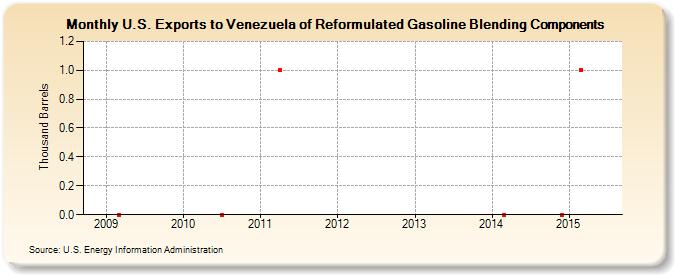 Monthly U.S. Exports to Venezuela of Reformulated Gasoline Blending Components
Thousand Barrels
1.2
1.0
0.8
0.6
0.4
0.2
0.0
2009 2010 2011 2012 2013 2014 2015
Source: U.S. Energy Information Administration